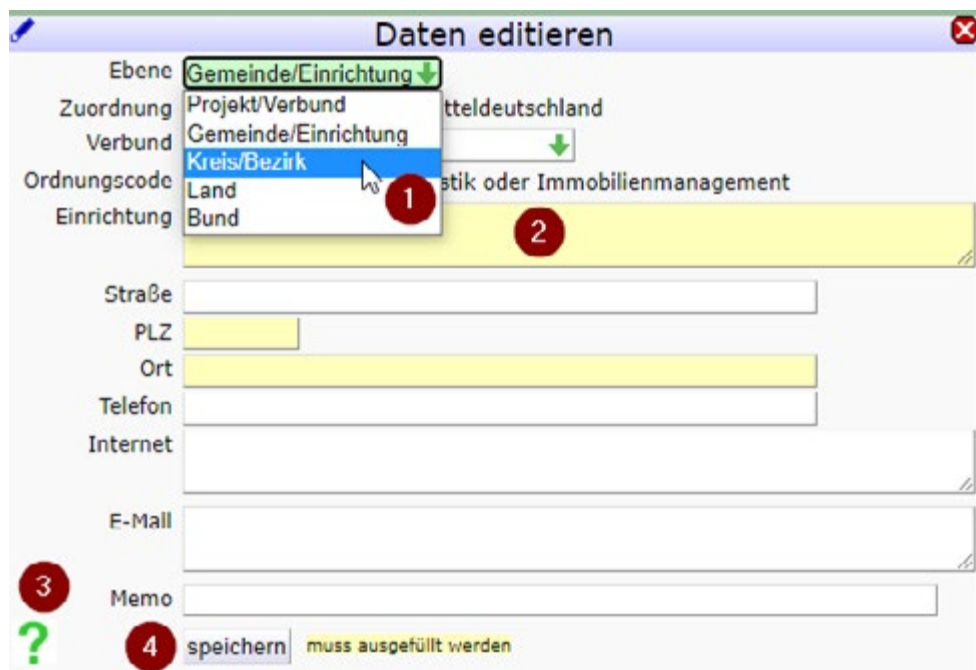 Daten editieren
Ebene Gemeinde/Einrichtung
Projekt/Verbund
Zuordnung tteldeutschland
Gemeinde/Einrichtung
Verbund
Kreis/Bezirk
Ordnungscode stik oder Immobilienmanagement
1
Land
Einrichtung Bund
2
Straße
PLZ
Ort
Telefon
Internet
E-Mail
3
Memo
?
4 speichern muss ausgefüllt werden